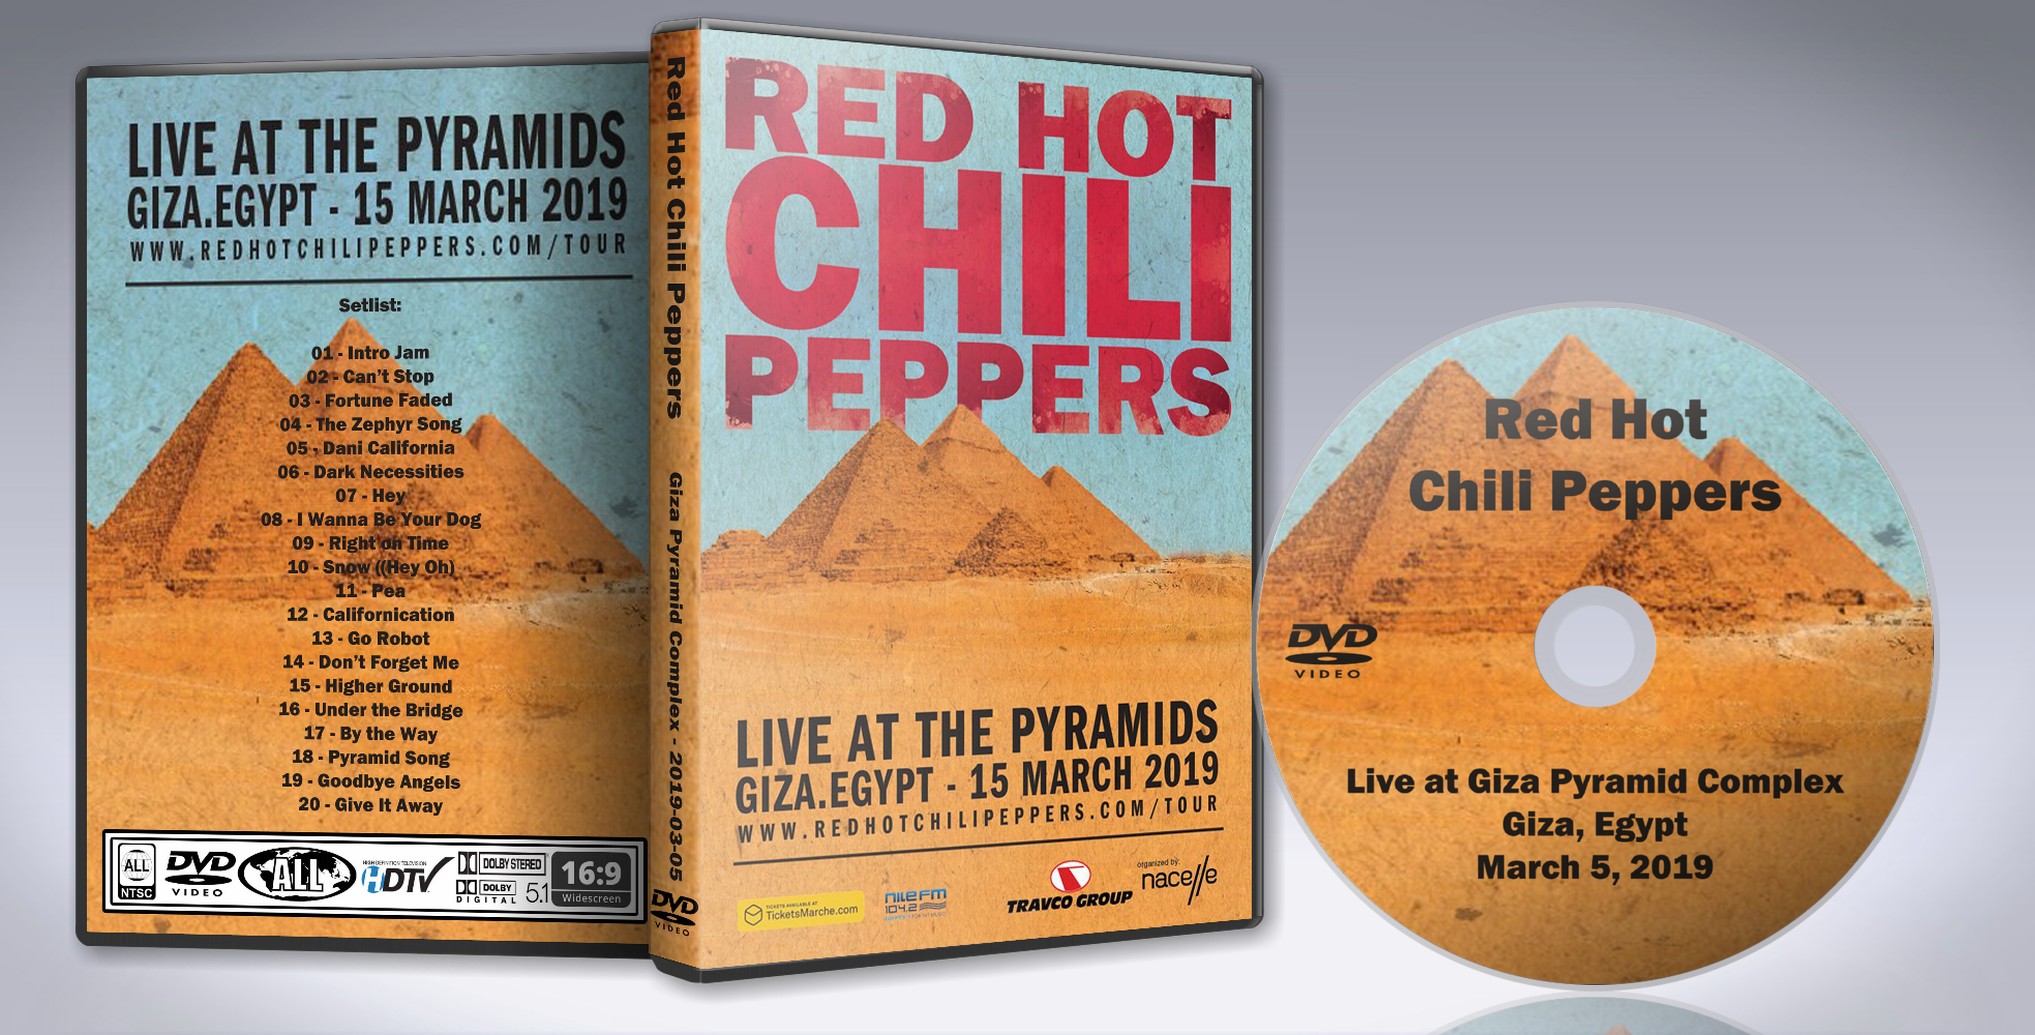 LIVE AT THE PYRAMIDS
GIZA.EGYPT - 15 MARCH 2019
WWW.REDHOTCHILIPEPPERS.COM/TOUR
Setlist:
01 - Intro Jam
02 - Can't Stop
03 - Fortune Faded
04 - The Zephyr Song
05 - Dani California
06 - Dark Necessities
07 - Hey
08 - I Wanna Be Your Dog
09 - Right on Time
10 - Snow ((Hey Oh)
11 - Pea
12 - Californication
13 - Go Robot
14 - Don't Forget Me
15 - Higher Ground
16 - Under the Bridge
17 - By the Way
18 - Pyramid Song
19 - Goodbye Angels
20 - Give It Away
ALL
NTSC
DVD
VIDEO
ALL
HIGH DEFINITION TELEVISION
HDTV
DOLBY STEREO
DOLBY
DIGITAL 5.1
16:9
Widescreen
Red Hot Chili Peppers Giza Pyramid Complex - 2019-03-05
DVD
VIDEO
RED HOT
CHILI
PEPPERS
LIVE AT THE PYRAMIDS
GIZA.EGYPT - 15 MARCH 2019
WWW.REDHOTCHILIPEPPERS.COM/TOUR
TICKETS AVAILABLE AT
TicketsMarche.com
NILE FM
104.2
TRAVCO GROUP
organized by:
nacelle
Red Hot
Chili Peppers
DVD
VIDEO
Live at Giza Pyramid Complex
Giza, Egypt
March 5, 2019